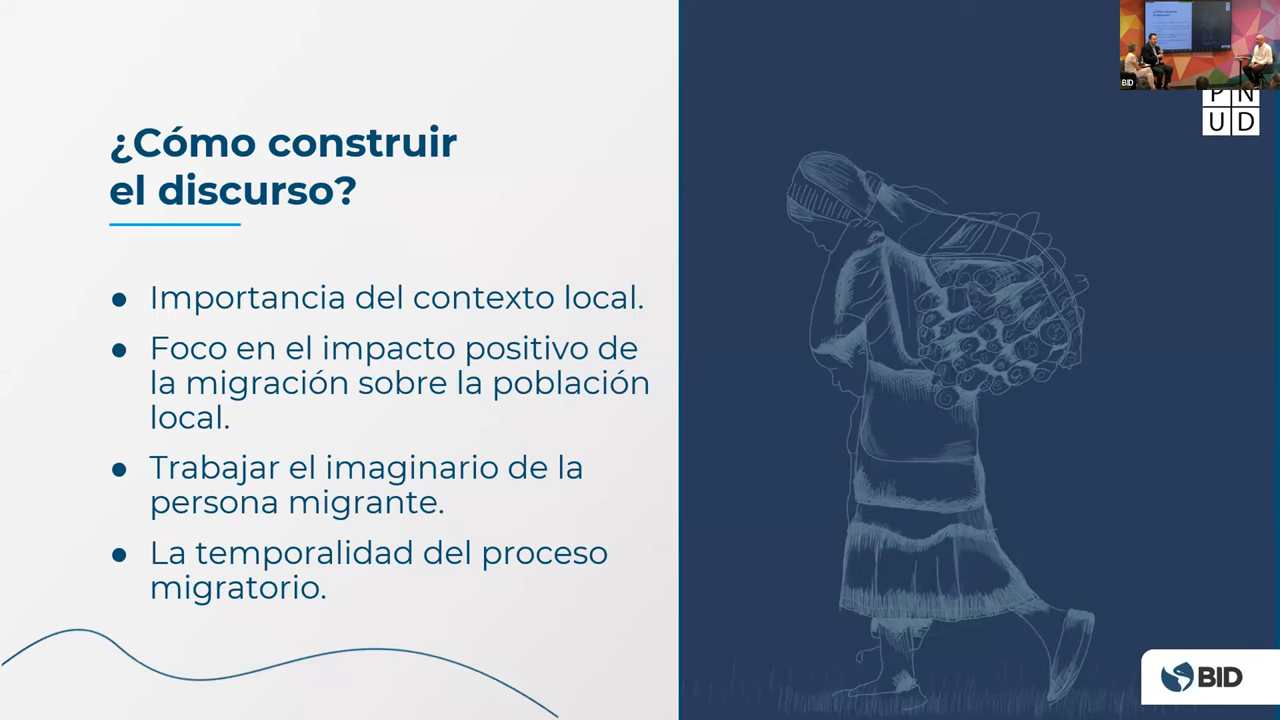 ¿Cómo construir
el discurso?
● Importancia del contexto local.
● Foco en el impacto positivo de
la migración sobre la población
local.
● Trabajar el imaginario de la
persona migrante.
● La temporalidad del proceso
migratorio.
BID
P N
U D
BID